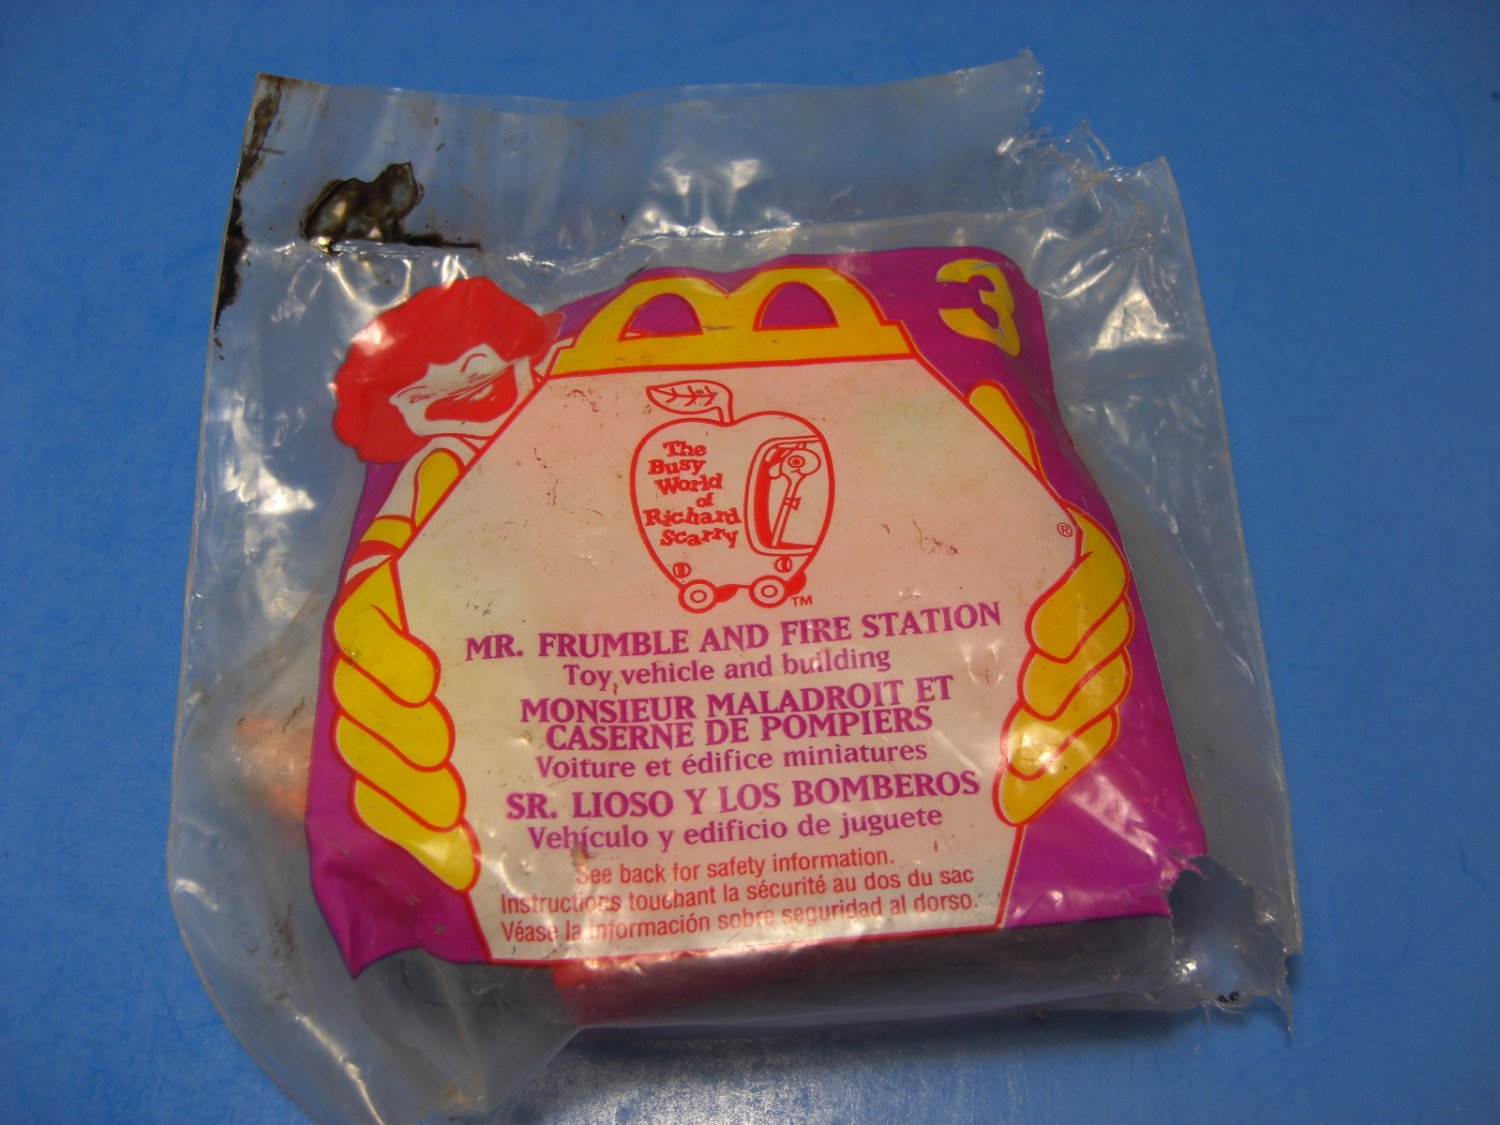 3
The
Busy
World
of
Richard
Scarry
TM
®
MR. FRUMBLE AND FIRE STATION
Toy vehicle and building
MONSIEUR MALADROIT ET
CASERNE DE POMPIERS
Voiture et édifice miniatures
SR. LIOSO Y LOS BOMBEROS
Vehículo y edificio de juguete
See back for safety information.
Instructions touchant la sécurité au dos du sac
Véase la información sobre seguridad al dorso.